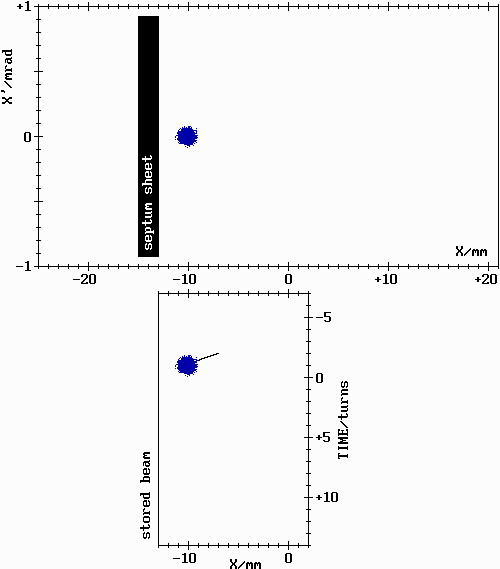 +1
X'/mrad
0
septum sheet
X/mm
-1
-20
-10
0
+10
+20
-5
0
TIME/turns
+5
stored beam
+10
-10
0
X/mm